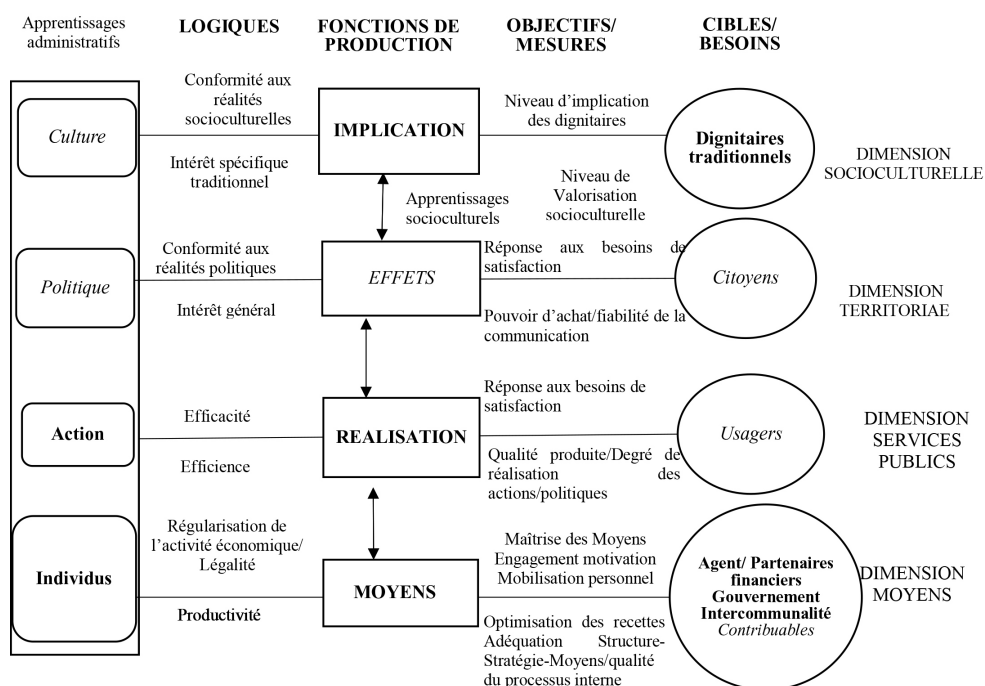 Apprentissages
administratifs
LOGIQUES
FONCTIONS DE
PRODUCTION
OBJECTIFS/
MESURES
CIBLES/
BESOINS
Culture
Conformité aux
réalités
socioculturelles
Intérêt spécifique
traditionnel
IMPLICATION
Niveau d'implication
des dignitaires
Niveau de
Valorisation
socioculturelle
Dignitaires
traditionnels
DIMENSION
SOCIOCULTURELLE
Apprentissages
socioculturels
Politique
Conformité aux
réalités politiques
Intérêt général
EFFETS
Réponse aux besoins de
satisfaction
Pouvoir d'achat/fiabilité de la
communication
Citoyens
DIMENSION
TERRITORIAE
Action
Efficacité
Efficience
REALISATION
Réponse aux besoins de
satisfaction
Qualité produite/Degré de
réalisation des
actions/politiques
Usagers
DIMENSION
SERVICES
PUBLICS
Individus
Régularisation de
l'activité économique/
Légalité
Productivité
MOYENS
Maîtrise des Moyens
Engagement motivation
Mobilisation personnel
Optimisation des recettes
Adéquation Structure-
Stratégie-Moyens/qualité
du processus interne
Agent/ Partenaires
financiers
Gouvernement
Intercommunalité
Contribuables
DIMENSION
MOYENS